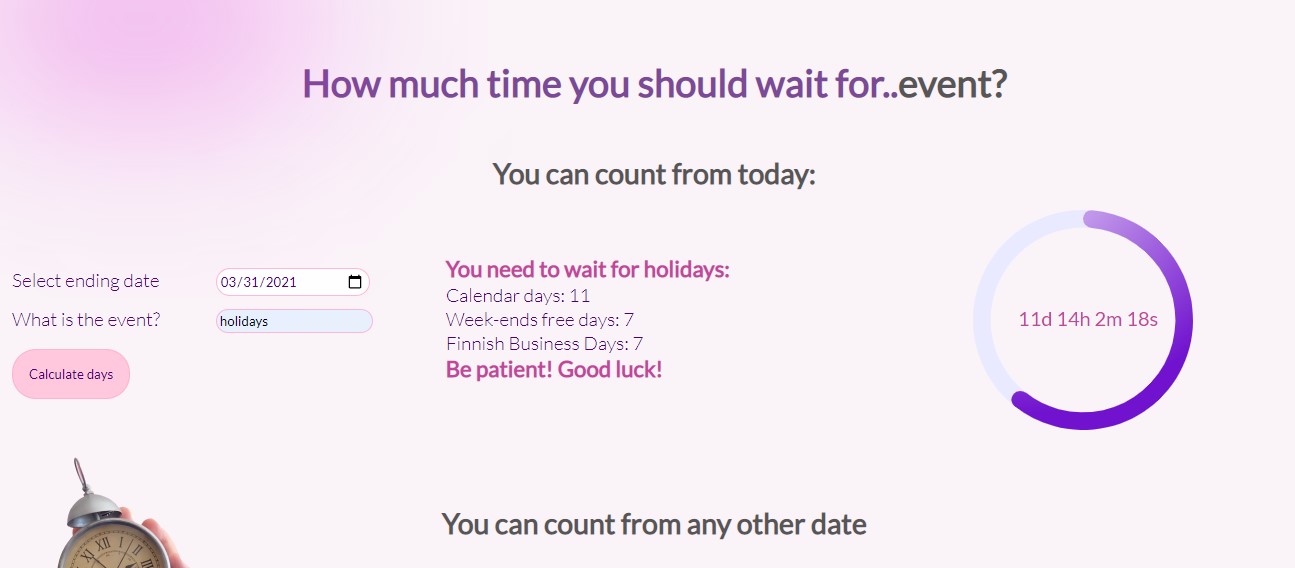 How much time you should wait for..event?
You can count from today:
Select ending date
03/31/2021
What is the event?
holidays
Calculate days
You need to wait for holidays:
Calendar days: 11
Week-ends free days: 7
Finnish Business Days: 7
Be patient! Good luck!
11d 14h 2m 18s
You can count from any other date
XI XII I